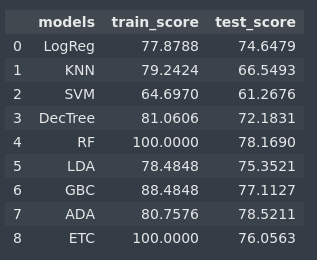 models train_score test_score
0 LogReg 77.8788 74.6479
1 KNN 79.2424 66.5493
2 SVM 64.6970 61.2676
3 DecTree 81.0606 72.1831
4 RF 100.0000 78.1690
5 LDA 78.4848 75.3521
6 GBC 88.4848 77.1127
7 ADA 80.7576 78.5211
8 ETC 100.0000 76.0563